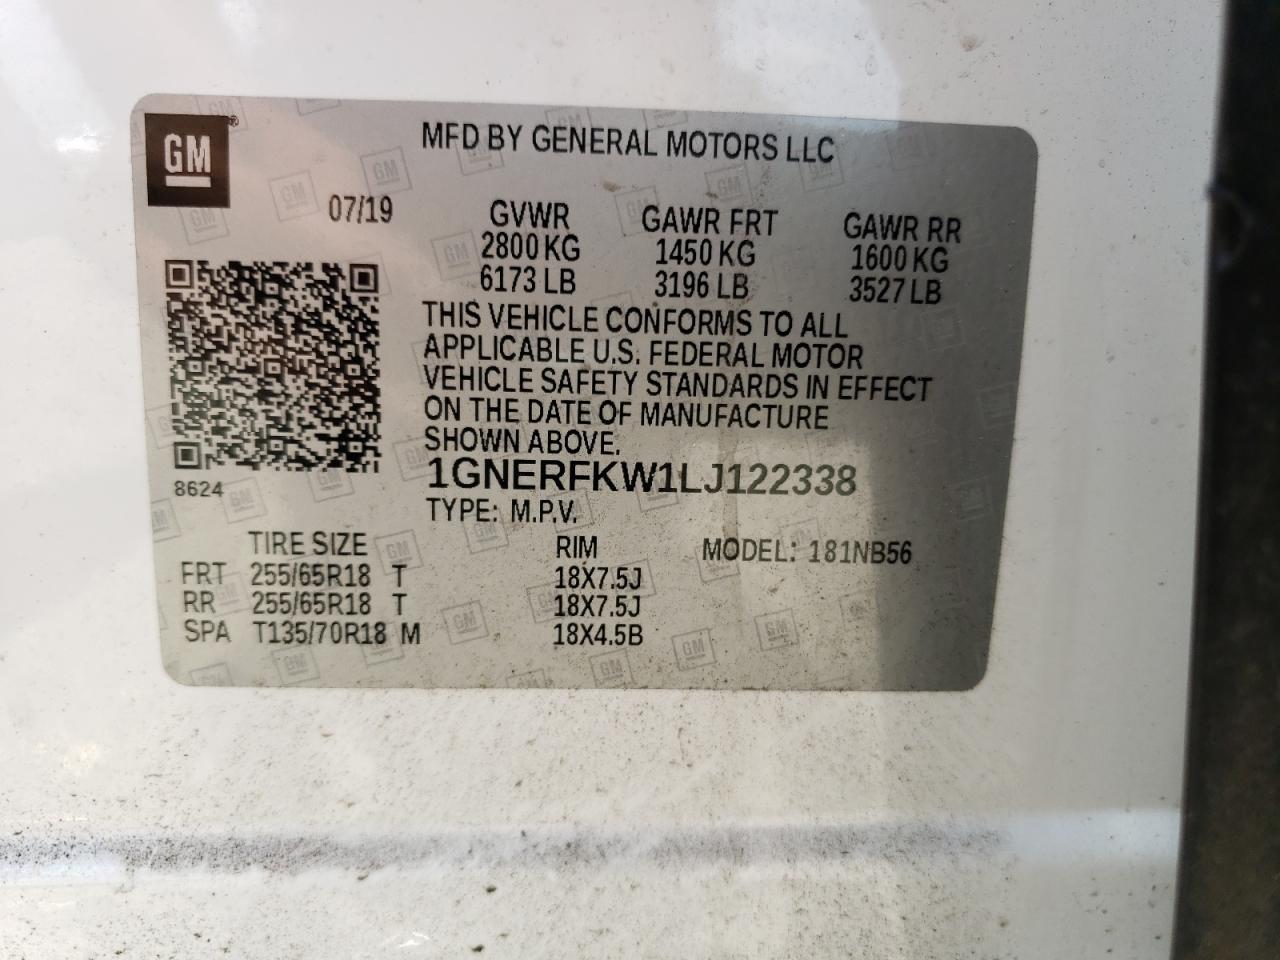 GM®
MFD BY GENERAL MOTORS LLC
07/19
GVWR GAWR FRT GAWR RR
2800 KG 1450 KG 1600 KG
6173 LB 3196 LB 3527 LB
THIS VEHICLE CONFORMS TO ALL
APPLICABLE U.S. FEDERAL MOTOR
VEHICLE SAFETY STANDARDS IN EFFECT
ON THE DATE OF MANUFACTURE
SHOWN ABOVE.
8624
1GNERFKW1LJ122338
TYPE: M.P.V.
TIRE SIZE RIM MODEL: 181NB56
FRT 255/65R18 T 18X7.5J
RR 255/65R18 T 18X7.5J
SPA T135/70R18 M 18X4.5B